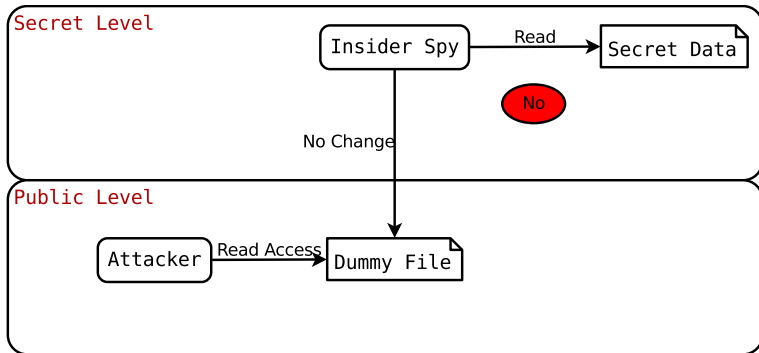 Secret Level
Insider Spy
Read
Secret Data
No
No Change
Public Level
Attacker
Read Access
Dummy File